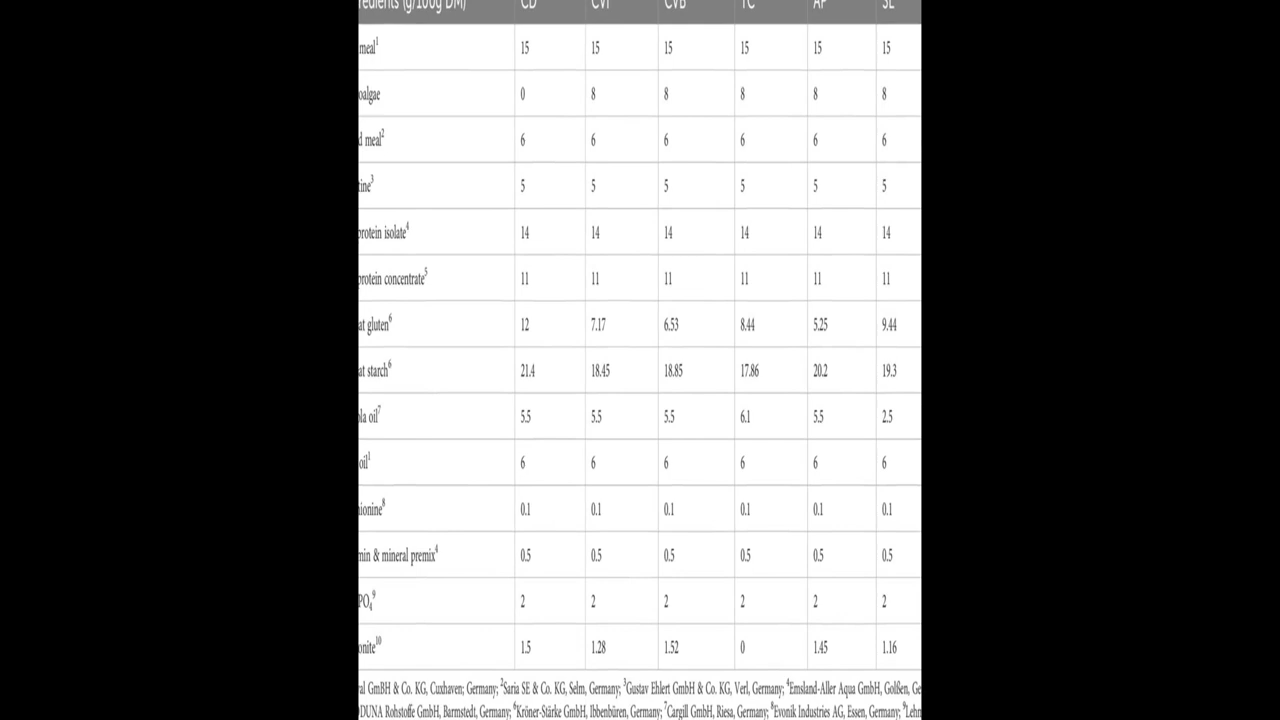 redients (g/100g DM) CD CVI CVB TC AP SE
meal1 15 15 15 15 15 15
oalgae 0 8 8 8 8 8
d meal2 6 6 6 6 6 6
tine3 5 5 5 5 5 5
protein isolate4 14 14 14 14 14 14
protein concentrate5 11 11 11 11 11 11
at gluten6 12 7.17 6.53 8.44 5.25 9.44
at starch6 21.4 18.45 18.85 17.86 20.2 19.3
la oil7 5.5 5.5 5.5 6.1 5.5 2.5
oil1 6 6 6 6 6 6
ionine8 0.1 0.1 0.1 0.1 0.1 0.1
min & mineral premix4 0.5 0.5 0.5 0.5 0.5 0.5
PO49 2 2 2 2 2 2
onite10 1.5 1.28 1.52 0 1.45 1.16
al GmBH & Co. KG, Cuxhaven; Germany; 2Saria SE & Co. KG, Selm, Germany; 3Gustav Ehlert GmbH & Co. KG, Verl, Germany; 4Emsland-Aller Aqua GmbH, Golßen, Ge
DUNA Rohstoffe GmbH, Barmstedt, Germany; 6Kröner-Stärke GmbH, Ibbenbüren, Germany; 7Cargill GmbH, Riesa, Germany; 8Evonik Industries AG, Essen, Germany; 9Lehm